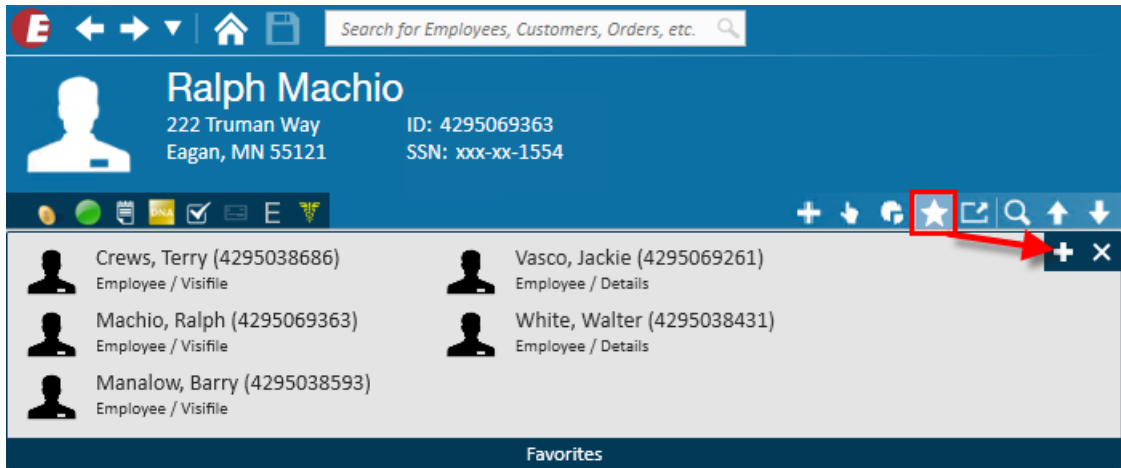 E
Search for Employees, Customers, Orders, etc.
Ralph Machio
222 Truman Way ID: 4295069363
Eagan, MN 55121 SSN: xxx-xx-1554
DNA E
Crews, Terry (4295038686)
Employee / Visifile
Machio, Ralph (4295069363)
Employee / Visifile
Manalow, Barry (4295038593)
Employee / Visifile
Vasco, Jackie (4295069261)
Employee / Details
White, Walter (4295038431)
Employee / Details
Favorites